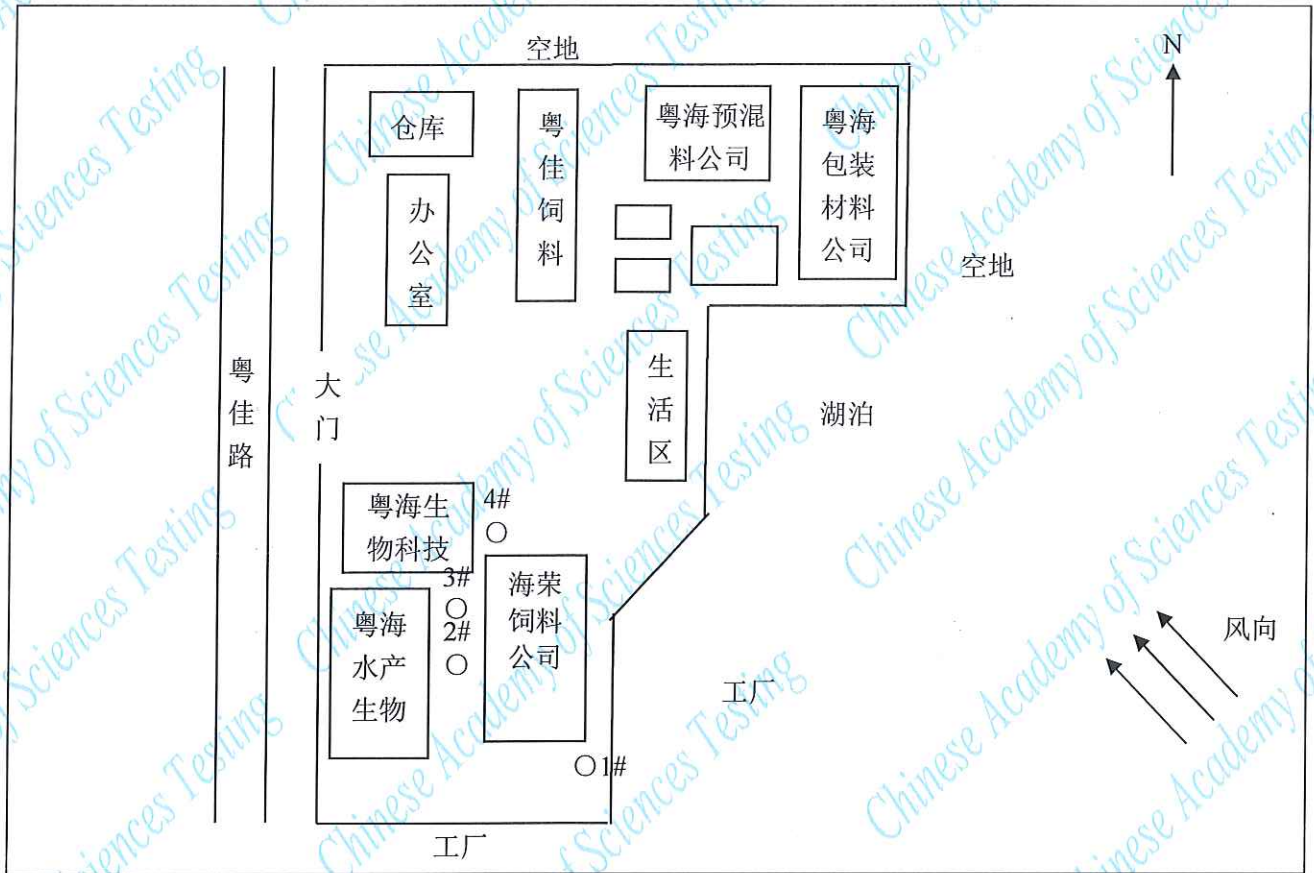 空地
N
仓库
粤佳饲料
粤海预混
料公司
粤海
包装
材料
公司
办公室
空地
生活区
湖泊
粤佳路
大门
粤海生
物科技
4#
3#
2#
海荣
饲料
公司
粤海
水产
生物
风向
工厂
1#
工厂
Chinese Academy of Sciences Testing